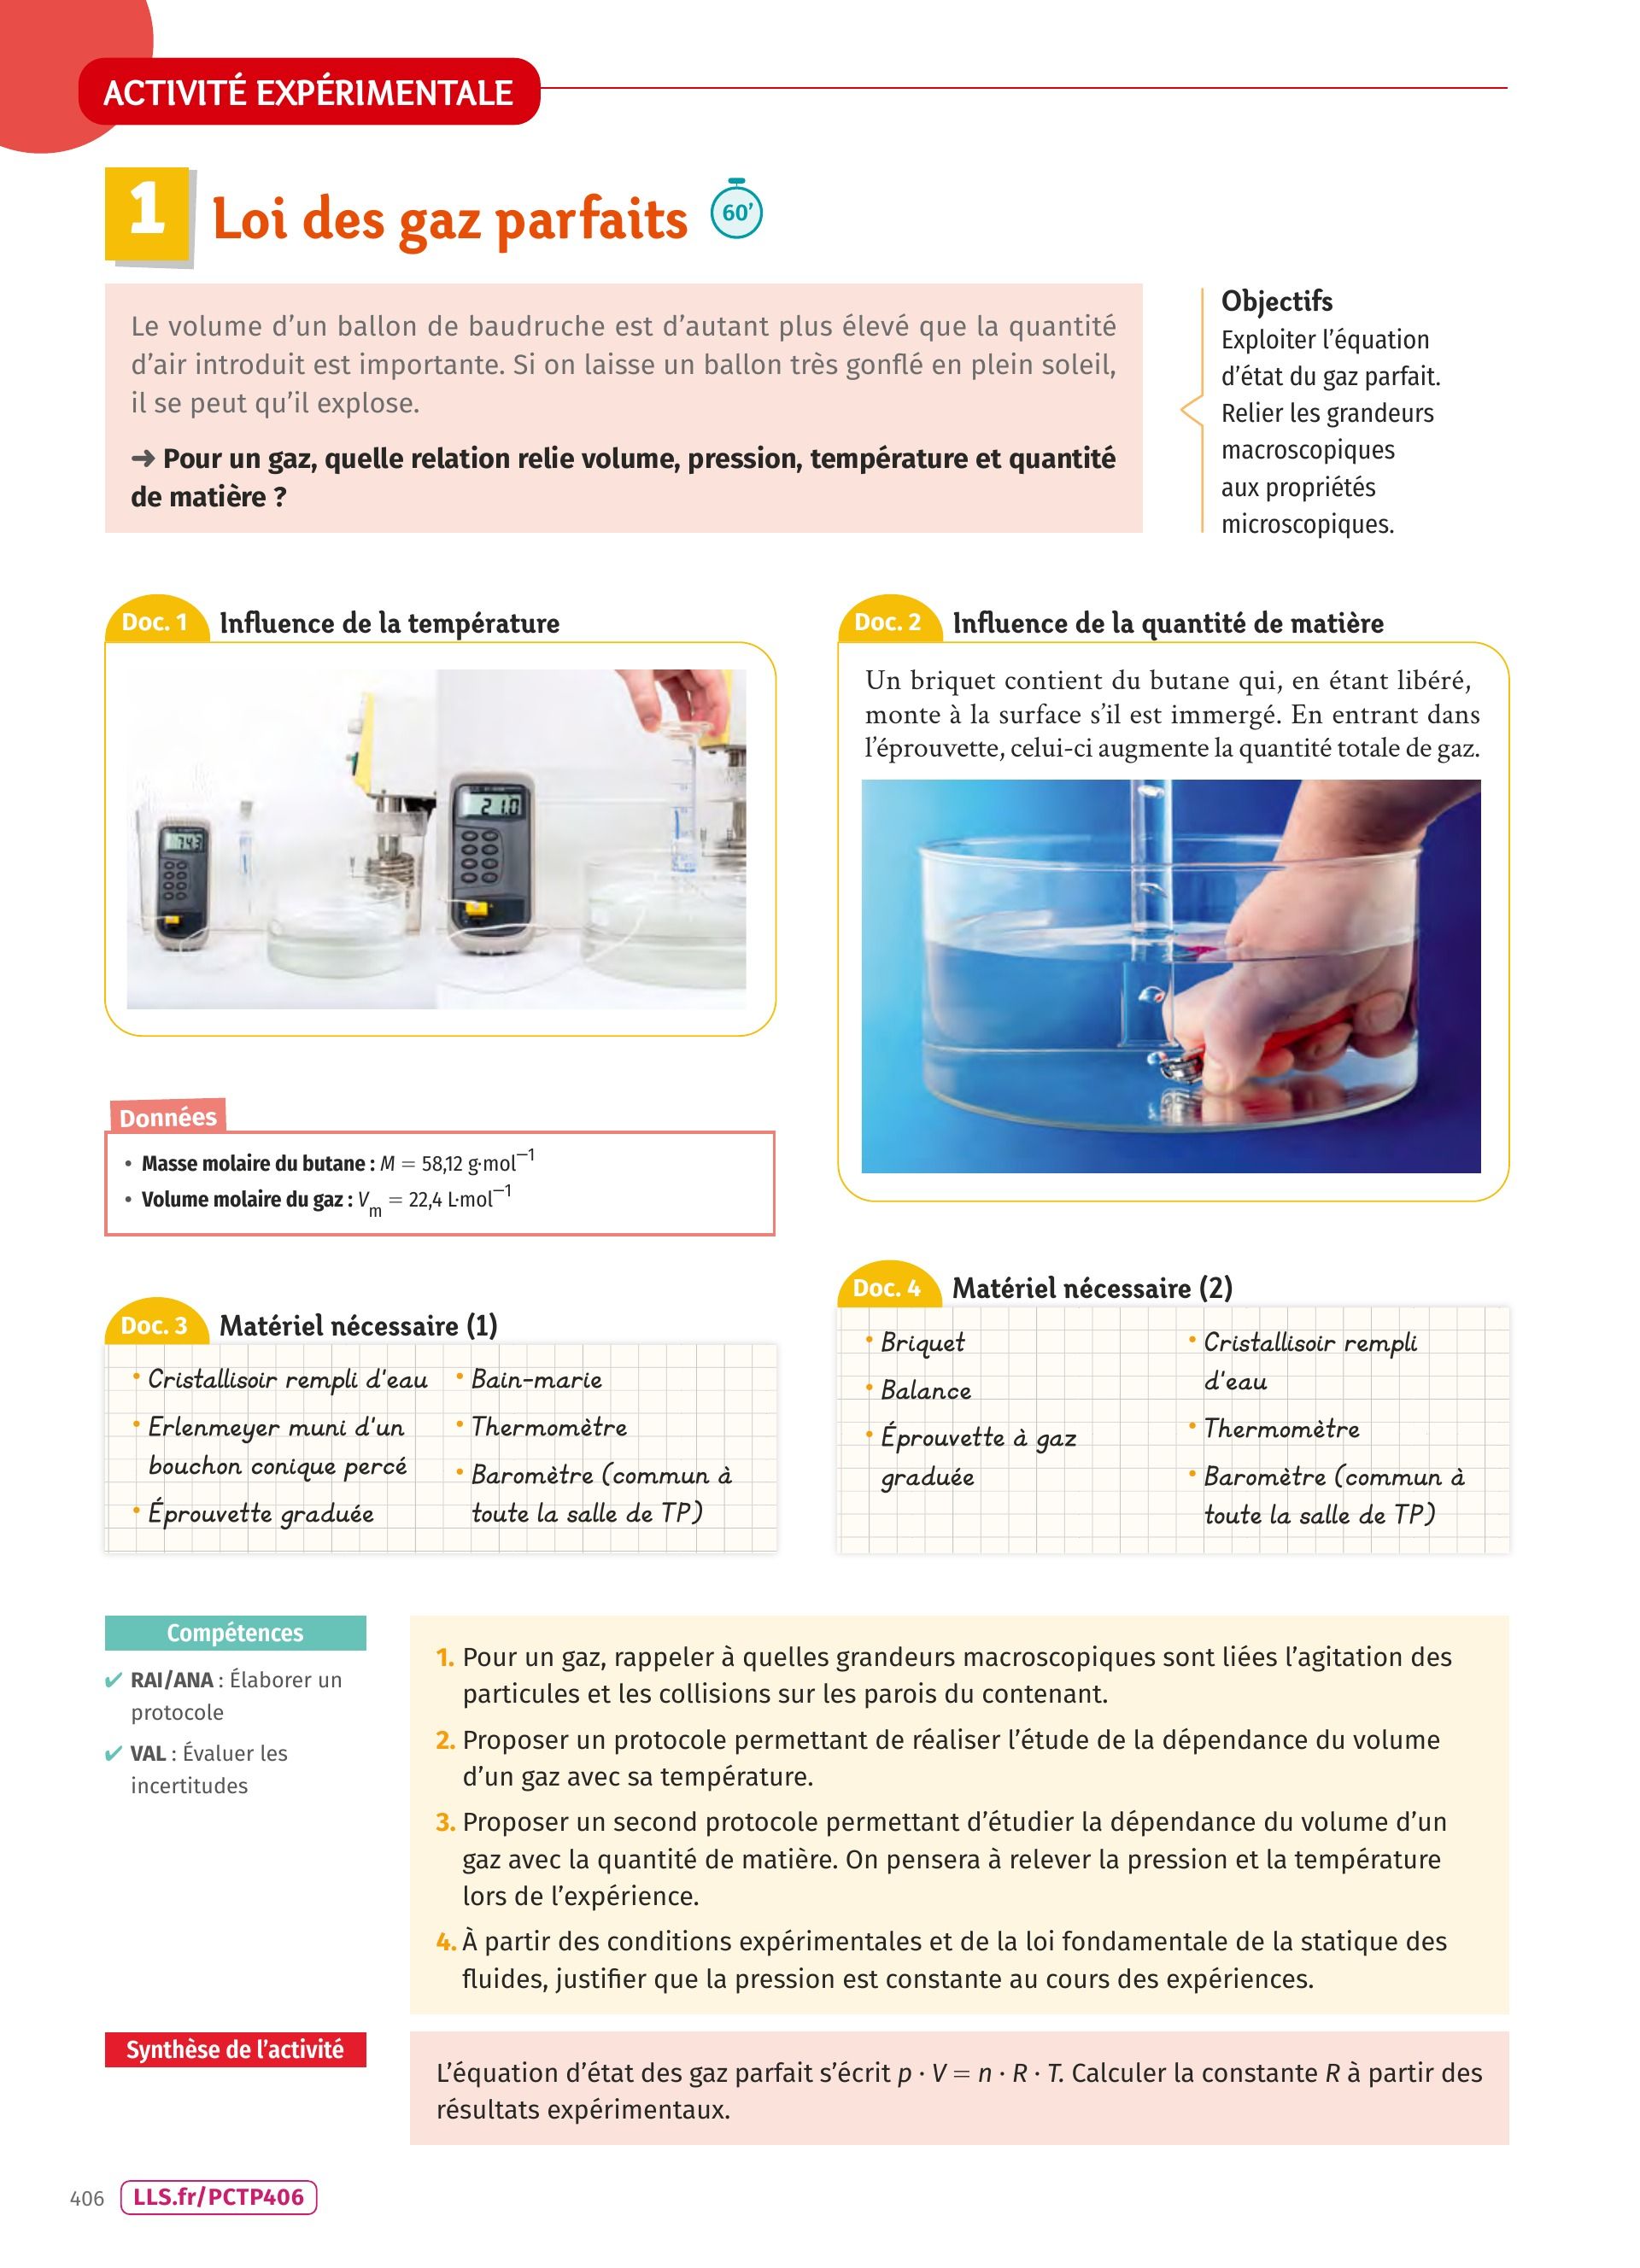 ACTIVITÉ EXPÉRIMENTALE
1 Loi des gaz parfaits 60’
Le volume d’un ballon de baudruche est d’autant plus élevé que la quantité
d’air introduit est importante. Si on laisse un ballon très gonflé en plein soleil,
il se peut qu’il explose.
➜ Pour un gaz, quelle relation relie volume, pression, température et quantité
de matière ?
Objectifs
Exploiter l’équation
d’état du gaz parfait.
Relier les grandeurs
macroscopiques
aux propriétés
microscopiques.
Doc. 1 Influence de la température
74.3
21.0
Doc. 2 Influence de la quantité de matière
Un briquet contient du butane qui, en étant libéré,
monte à la surface s’il est immergé. En entrant dans
l’éprouvette, celui-ci augmente la quantité totale de gaz.
Données
• Masse molaire du butane : M = 58,12 g·mol⁻¹
• Volume molaire du gaz : Vm = 22,4 L·mol⁻¹
Doc. 3 Matériel nécessaire (1)
• Cristallisoir rempli d'eau
• Erlenmeyer muni d'un
bouchon conique percé
• Éprouvette graduée
• Bain-marie
• Thermomètre
• Baromètre (commun à
toute la salle de TP)
Doc. 4 Matériel nécessaire (2)
• Briquet
• Balance
• Éprouvette à gaz
graduée
• Cristallisoir rempli
d'eau
• Thermomètre
• Baromètre (commun à
toute la salle de TP)
Compétences
✔ RAI/ANA : Élaborer un
protocole
✔ VAL : Évaluer les
incertitudes
1. Pour un gaz, rappeler à quelles grandeurs macroscopiques sont liées l’agitation des
particules et les collisions sur les parois du contenant.
2. Proposer un protocole permettant de réaliser l’étude de la dépendance du volume
d’un gaz avec sa température.
3. Proposer un second protocole permettant d’étudier la dépendance du volume d’un
gaz avec la quantité de matière. On pensera à relever la pression et la température
lors de l’expérience.
4. À partir des conditions expérimentales et de la loi fondamentale de la statique des
fluides, justifier que la pression est constante au cours des expériences.
Synthèse de l’activité
L’équation d’état des gaz parfait s’écrit p · V = n · R · T. Calculer la constante R à partir des
résultats expérimentaux.
406 LLS.fr/PCTP406